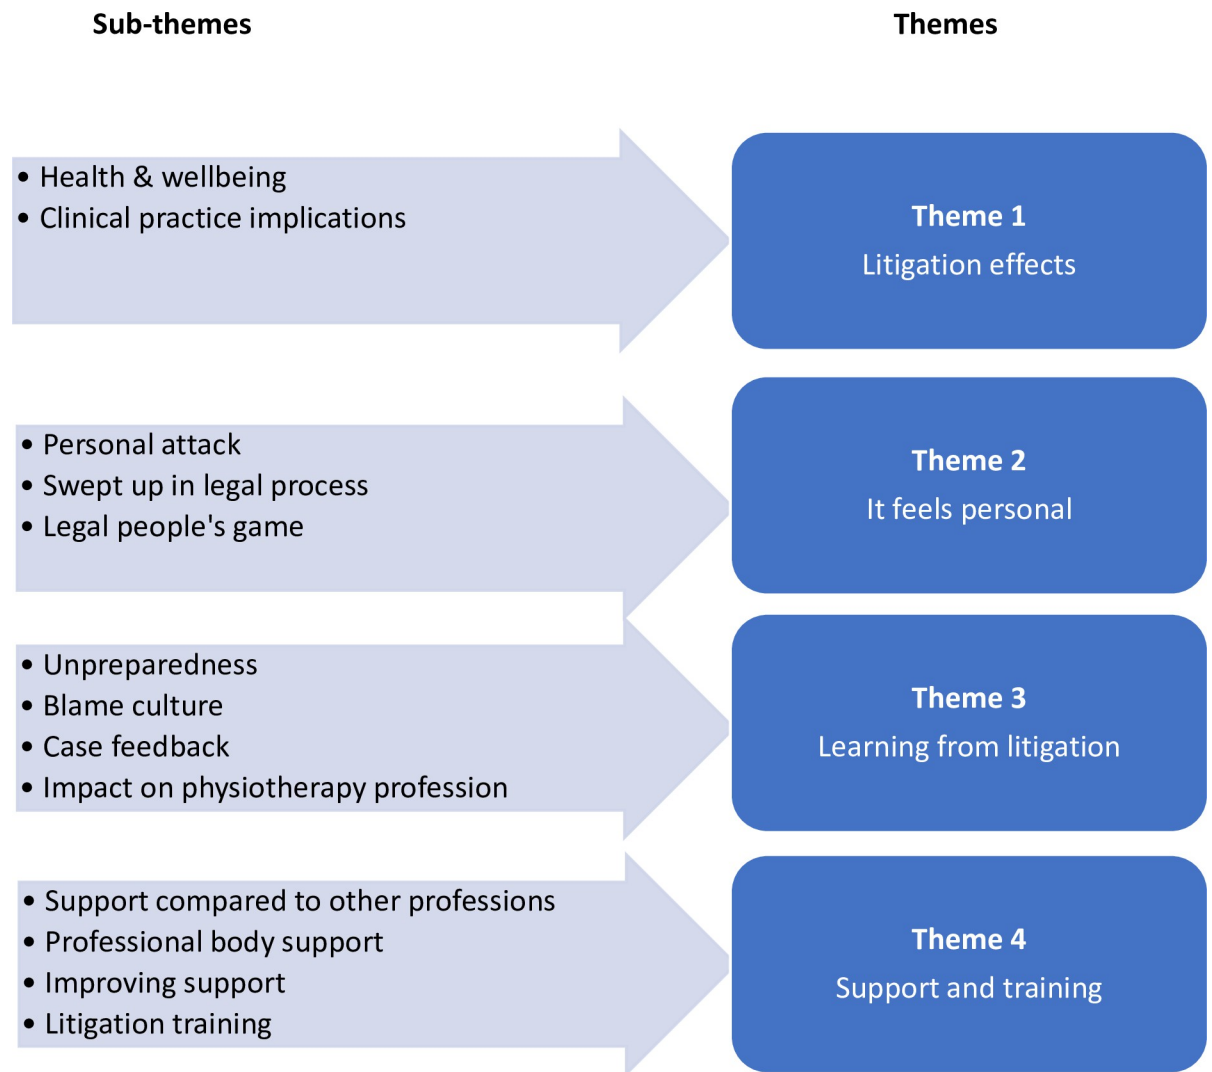 Sub-themes
Themes
• Health & wellbeing
• Clinical practice implications
Theme 1
Litigation effects
• Personal attack
• Swept up in legal process
• Legal people's game
Theme 2
It feels personal
• Unpreparedness
• Blame culture
• Case feedback
• Impact on physiotherapy profession
Theme 3
Learning from litigation
• Support compared to other professions
• Professional body support
• Improving support
• Litigation training
Theme 4
Support and training